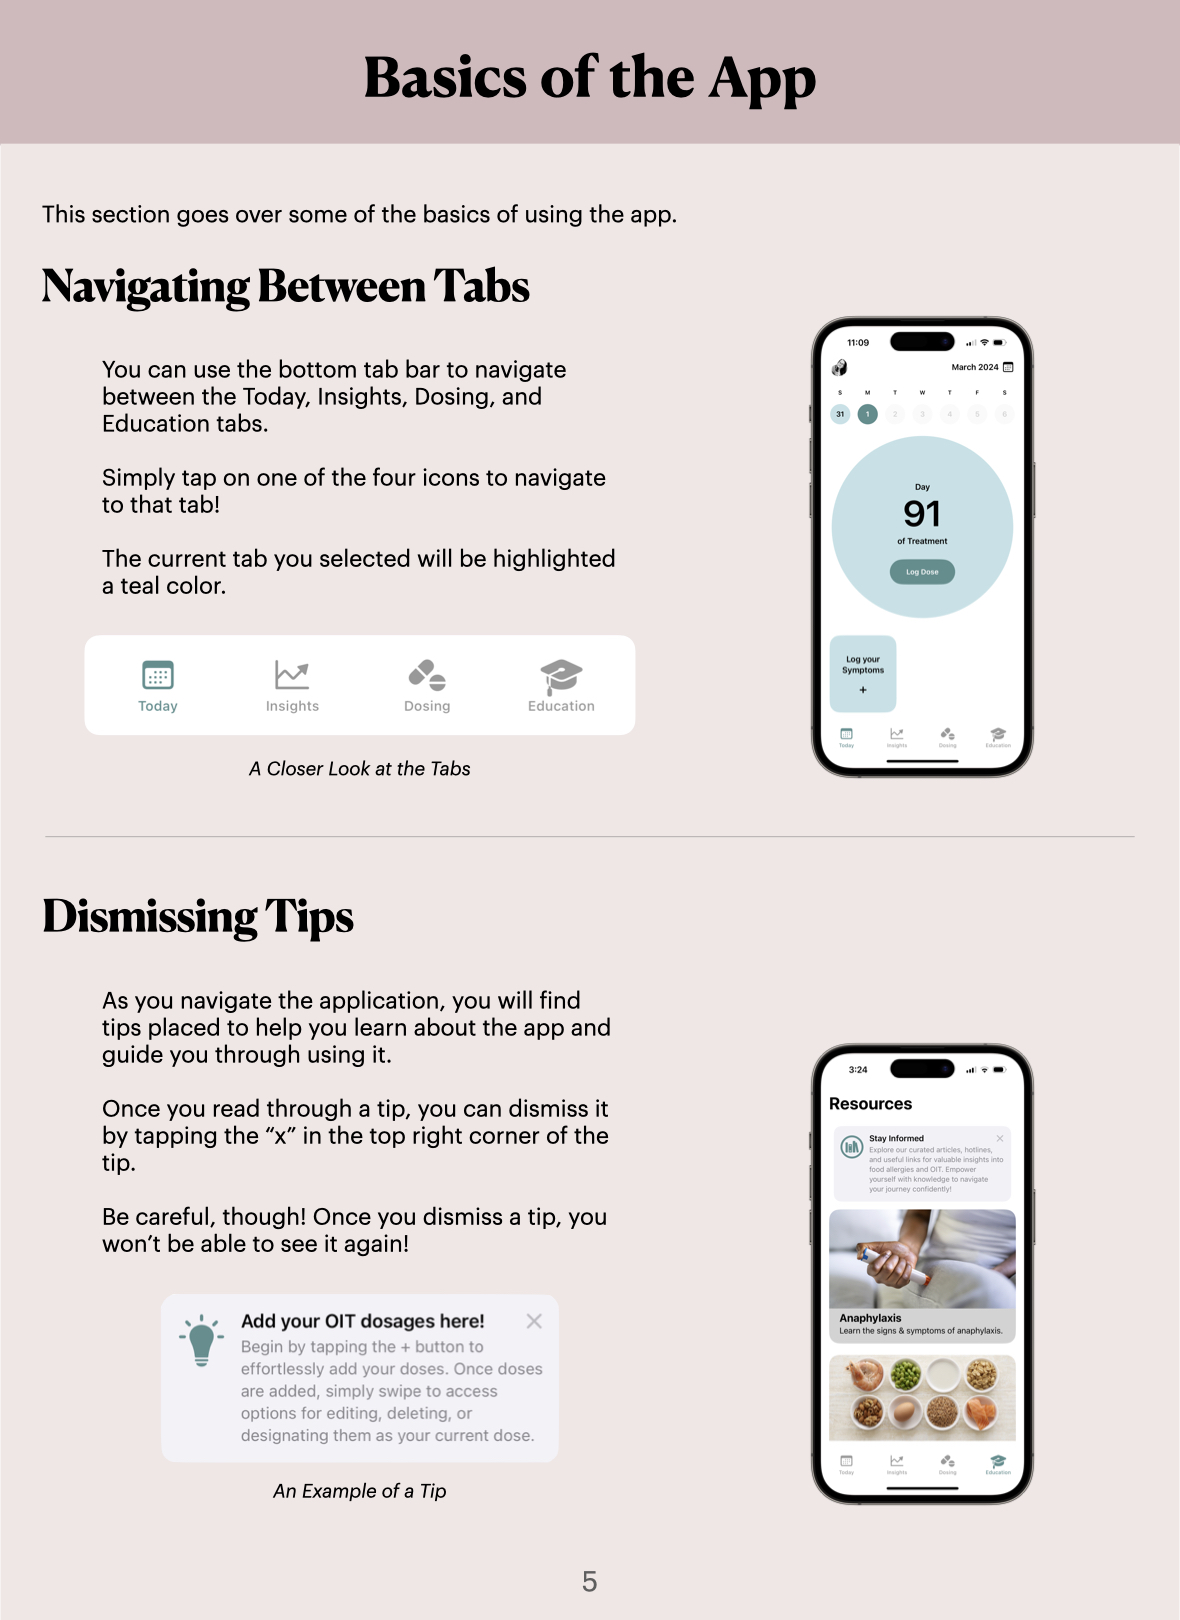 Basics of the App
This section goes over some of the basics of using the app.
Navigating Between Tabs
You can use the bottom tab bar to navigate
between the Today, Insights, Dosing, and
Education tabs.
Simply tap on one of the four icons to navigate
to that tab!
The current tab you selected will be highlighted
a teal color.
Today Insights Dosing Education
A Closer Look at the Tabs
11:09
March 2024
S M T W T F S
31 1 2 3 4 5 6
Day
91
of Treatment
Log Dose
Log your
Symptoms
+
Today Insights Dosing Education
Dismissing Tips
As you navigate the application, you will find
tips placed to help you learn about the app and
guide you through using it.
Once you read through a tip, you can dismiss it
by tapping the “x” in the top right corner of the
tip.
Be careful, though! Once you dismiss a tip, you
won’t be able to see it again!
Add your OIT dosages here!
Begin by tapping the + button to
effortlessly add your doses. Once doses
are added, simply swipe to access
options for editing, deleting, or
designating them as your current dose.
An Example of a Tip
3:24
Resources
Stay Informed
Explore our curated articles, hotlines,
and useful links for valuable insights into
food allergies and OIT. Empower
yourself with knowledge to navigate
your journey confidently!
Anaphylaxis
Learn the signs & symptoms of anaphylaxis.
Today Insights Dosing Education
5